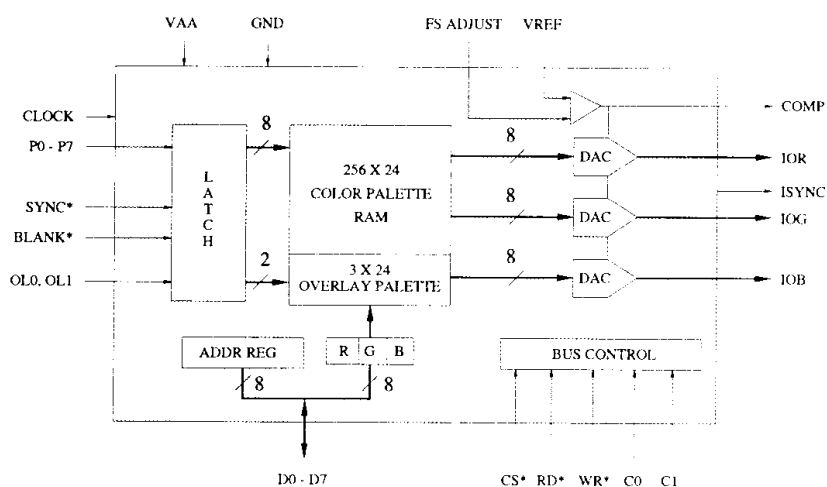 VAA GND FS ADJUST VREF
CLOCK
P0 - P7
SYNC*
BLANK*
OL0, OL1
LATCH
8
2
256 X 24
COLOR PALETTE
RAM
3 X 24
OVERLAY PALETTE
8
8
8
DAC
DAC
DAC
COMP
IOR
ISYNC
IOG
IOB
ADDR REG
R G B
BUS CONTROL
8
8
D0 - D7
CS* RD* WR* C0 C1